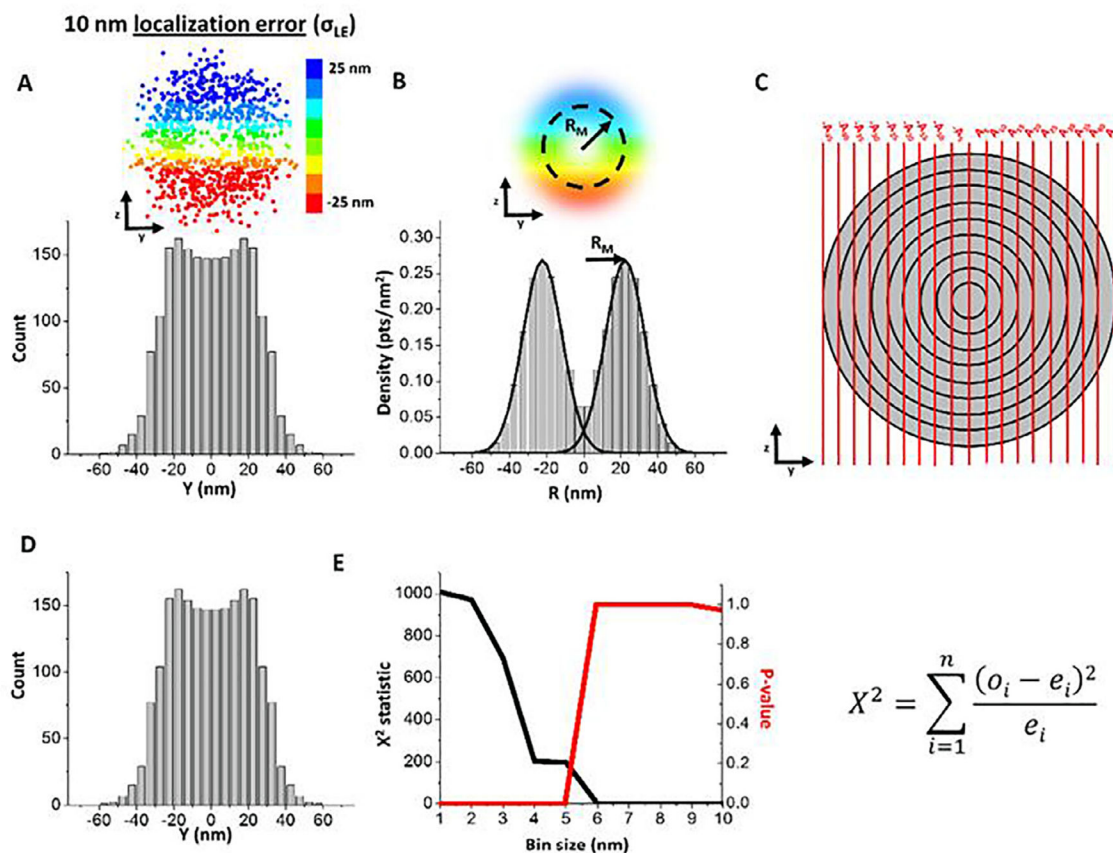 10 nm localization error (σLE)
A
25 nm
-25 nm
z
y
B
RM
z
y
C
z
y
Count
150
100
50
0
-60 -40 -20 0 20 40 60
Y (nm)
Density (pts/nm²)
0.30
0.25
0.20
0.15
0.10
0.05
0.00
RM
-60 -40 -20 0 20 40 60
R (nm)
D
Count
150
100
50
0
-60 -40 -20 0 20 40 60
Y (nm)
E
X² statistic
1000
800
600
400
200
0
1 2 3 4 5 6 7 8 9 10
Bin size (nm)
1.0
0.8
0.6
0.4
0.2
0.0
P-value
X² = ∑ⁿᵢ₌₁ (oᵢ − eᵢ)² / eᵢ